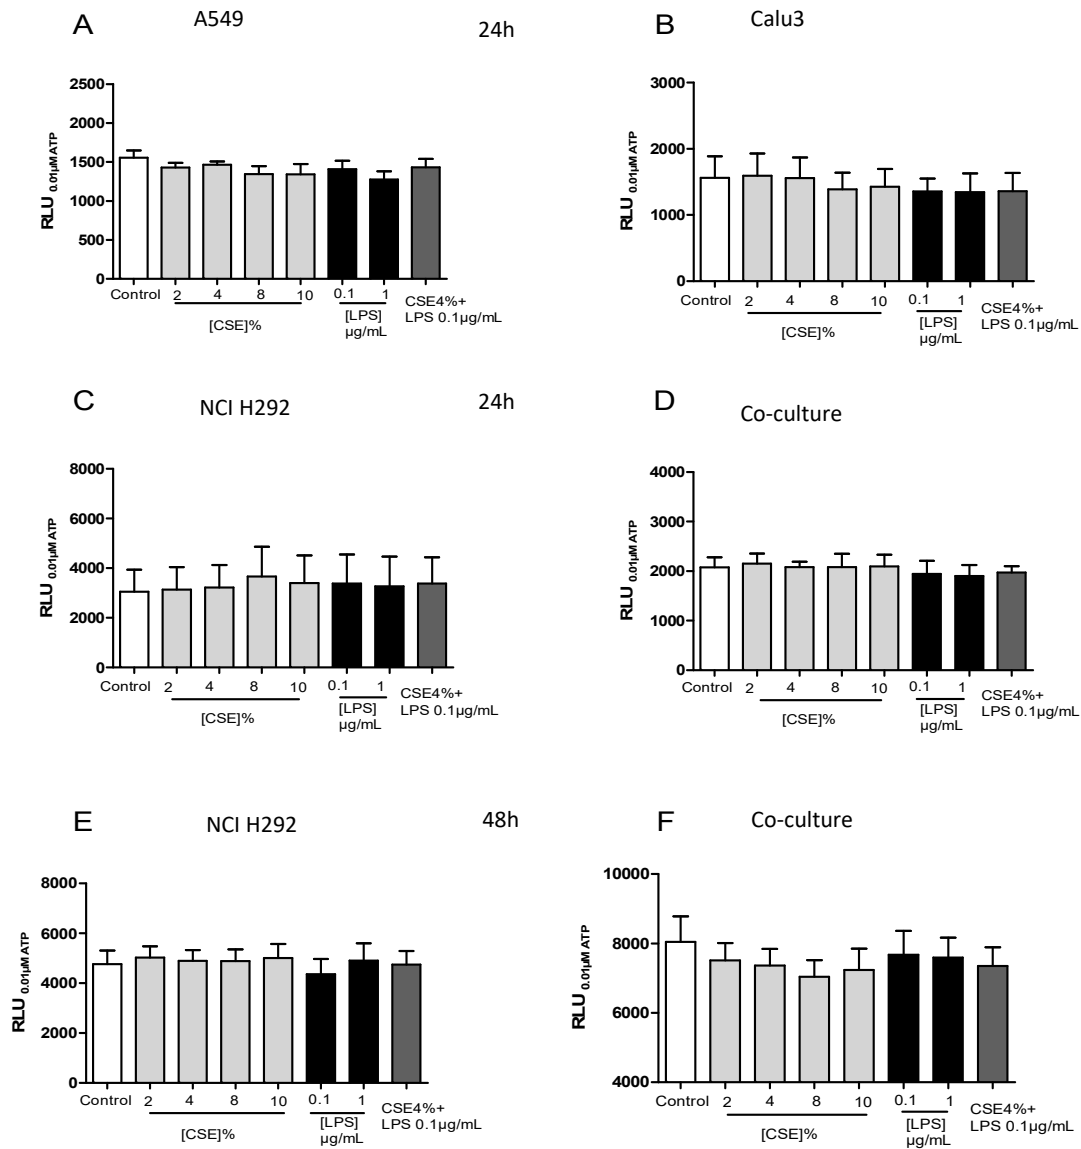 A
A549
24h
B
Calu3
2500
2000
1500
1000
500
0
RLU 0.01µM ATP
Control
2
4
8
10
0.1
1
CSE4%+
LPS 0.1µg/mL
[CSE]%
[LPS]
µg/mL
3000
2000
1000
0
RLU 0.01µM ATP
Control
2
4
8
10
0.1
1
CSE4%+
LPS 0.1µg/mL
[CSE]%
[LPS]
µg/mL
C
NCI H292
24h
D
Co-culture
8000
6000
4000
2000
0
RLU 0.01µM ATP
Control
2
4
8
10
0.1
1
CSE4%+
LPS 0.1µg/mL
[CSE]%
[LPS]
µg/mL
4000
3000
2000
1000
0
RLU 0.01µM ATP
Control
2
4
8
10
0.1
1
CSE4%+
LPS 0.1µg/mL
[CSE]%
[LPS]
µg/mL
E
NCI H292
48h
F
Co-culture
8000
6000
4000
2000
0
RLU 0.01µM ATP
Control
2
4
8
10
0.1
1
CSE4%+
LPS 0.1µg/mL
[CSE]%
[LPS]
µg/mL
10000
8000
6000
4000
RLU 0.01µM ATP
Control
2
4
8
10
0.1
1
CSE4%+
LPS 0.1µg/mL
[CSE]%
[LPS]
µg/mL